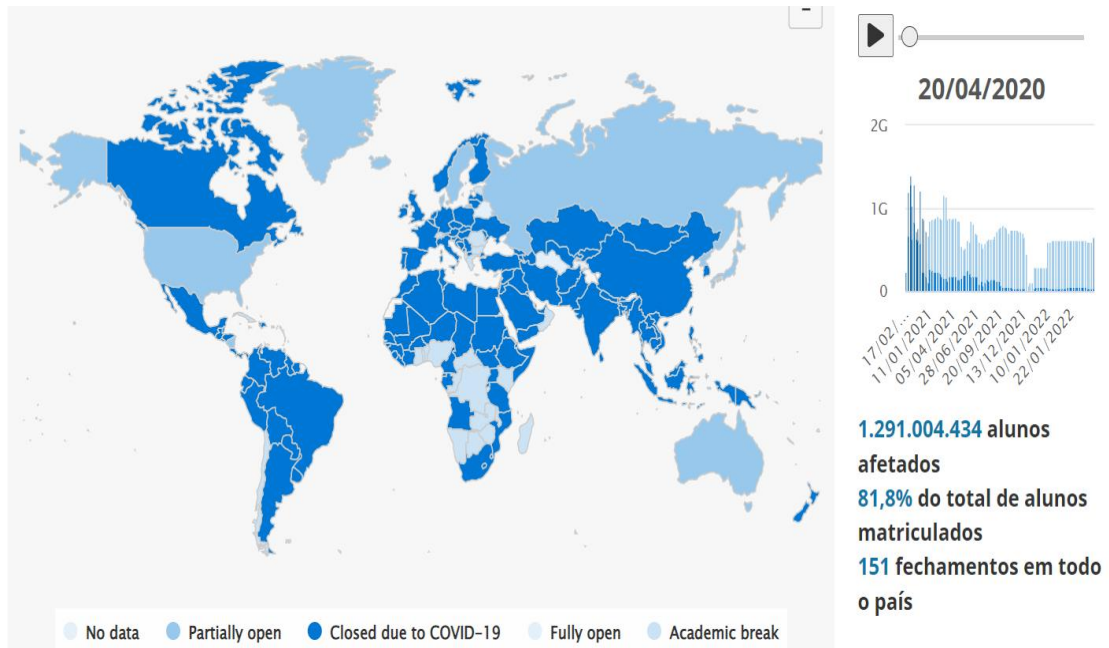 20/04/2020
2G
1G
0
17/02/...
11/01/2021
05/04/2021
28/06/2021
20/09/2021
13/12/2021
10/01/2022
22/01/2022
1.291.004.434 alunos
afetados
81,8% do total de alunos
matriculados
151 fechamentos em todo
o país
No data Partially open Closed due to COVID-19 Fully open Academic break